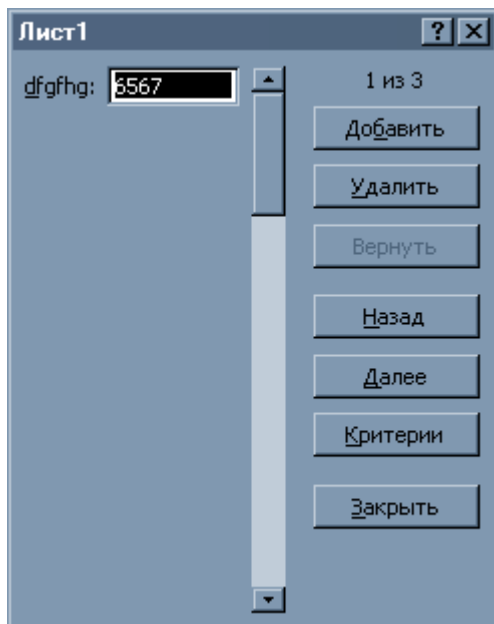 Лист1
dfgfhg: 6567
1 из 3
Добавить
Удалить
Вернуть
Назад
Далее
Критерии
Закрыть